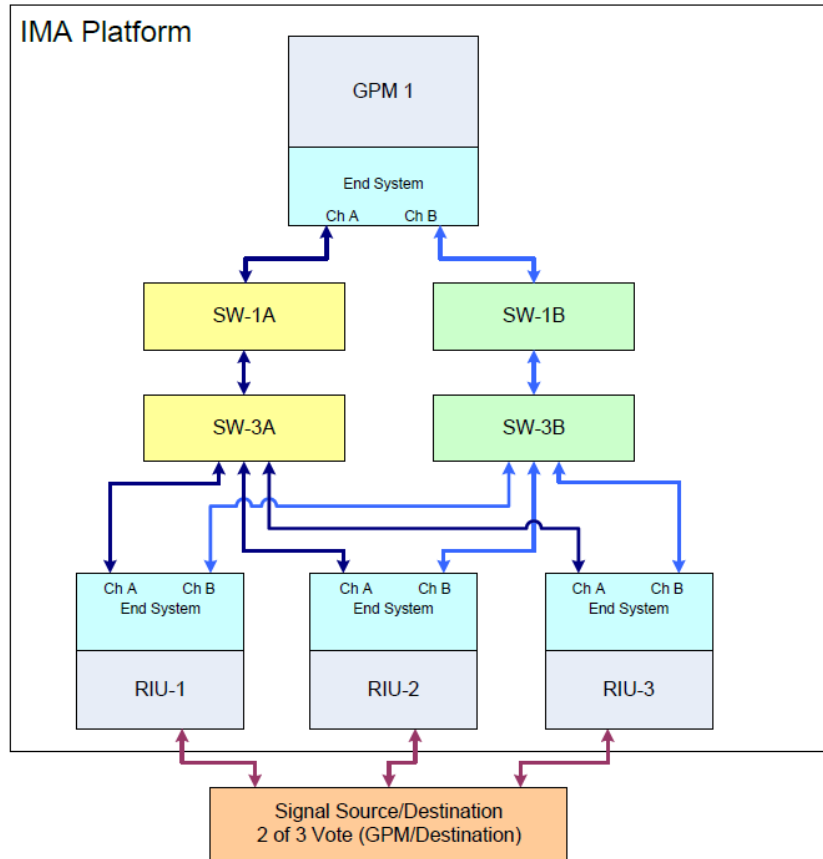 IMA Platform
GPM 1
End System
Ch A Ch B
SW-1A SW-1B
SW-3A SW-3B
Ch A Ch B Ch A Ch B Ch A Ch B
End System End System End System
RIU-1 RIU-2 RIU-3
Signal Source/Destination
2 of 3 Vote (GPM/Destination)